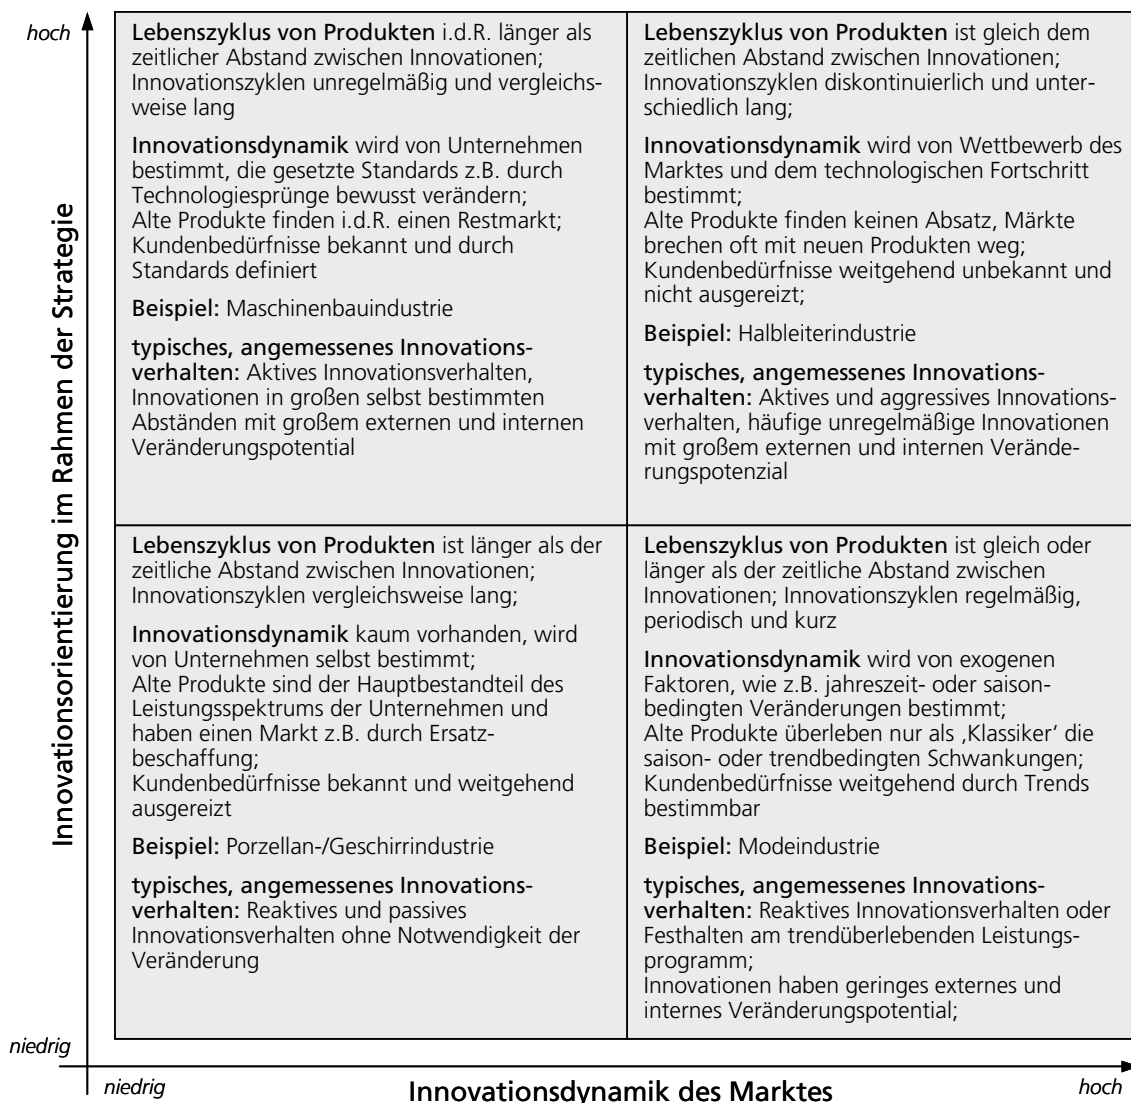 hoch
Innovationsorientierung im Rahmen der Strategie
Lebenszyklus von Produkten i.d.R. länger als
zeitlicher Abstand zwischen Innovationen;
Innovationszyklen unregelmäßig und vergleichs-
weise lang
Innovationsdynamik wird von Unternehmen
bestimmt, die gesetzte Standards z.B. durch
Technologiesprünge bewusst verändern;
Alte Produkte finden i.d.R. einen Restmarkt;
Kundenbedürfnisse bekannt und durch
Standards definiert
Beispiel: Maschinenbauindustrie
typisches, angemessenes Innovations-
verhalten: Aktives Innovationsverhalten,
Innovationen in großen selbst bestimmten
Abständen mit großem externen und internen
Veränderungspotential
Lebenszyklus von Produkten ist gleich dem
zeitlichen Abstand zwischen Innovationen;
Innovationszyklen diskontinuierlich und unter-
schiedlich lang;
Innovationsdynamik wird von Wettbewerb des
Marktes und dem technologischen Fortschritt
bestimmt;
Alte Produkte finden keinen Absatz, Märkte
brechen oft mit neuen Produkten weg;
Kundenbedürfnisse weitgehend unbekannt und
nicht ausgereizt;
Beispiel: Halbleiterindustrie
typisches, angemessenes Innovations-
verhalten: Aktives und aggressives Innovations-
verhalten, häufige unregelmäßige Innovationen
mit großem externen und internen Verände-
rungspotenzial
Lebenszyklus von Produkten ist länger als der
zeitliche Abstand zwischen Innovationen;
Innovationszyklen vergleichsweise lang;
Innovationsdynamik kaum vorhanden, wird
von Unternehmen selbst bestimmt;
Alte Produkte sind der Hauptbestandteil des
Leistungsspektrums der Unternehmen und
haben einen Markt z.B. durch Ersatz-
beschaffung;
Kundenbedürfnisse bekannt und weitgehend
ausgereizt
Beispiel: Porzellan-/Geschirrindustrie
typisches, angemessenes Innovations-
verhalten: Reaktives und passives
Innovationsverhalten ohne Notwendigkeit der
Veränderung
Lebenszyklus von Produkten ist gleich oder
länger als der zeitliche Abstand zwischen
Innovationen; Innovationszyklen regelmäßig,
periodisch und kurz
Innovationsdynamik wird von exogenen
Faktoren, wie z.B. jahreszeit- oder saison-
bedingten Veränderungen bestimmt;
Alte Produkte überleben nur als ‚Klassiker‘ die
saison- oder trendbedingten Schwankungen;
Kundenbedürfnisse weitgehend durch Trends
bestimmbar
Beispiel: Modeindustrie
typisches, angemessenes Innovations-
verhalten: Reaktives Innovationsverhalten oder
Festhalten am trendüberlebenden Leistungs-
programm;
Innovationen haben geringes externes und
internes Veränderungspotential;
niedrig
niedrig
Innovationsdynamik des Marktes
hoch